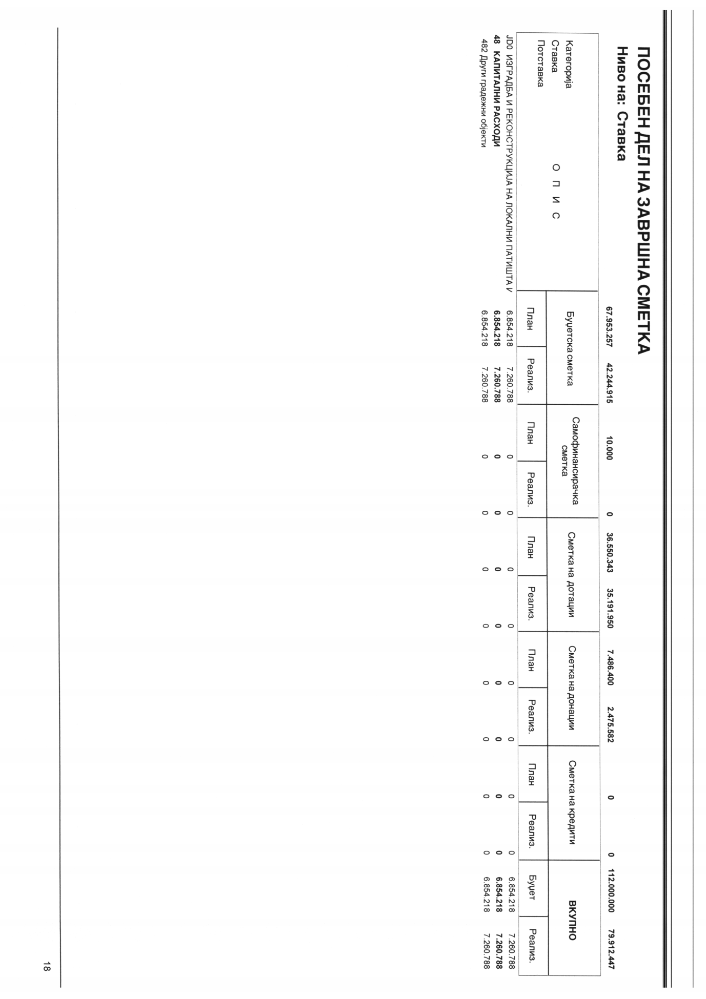 ПОСЕБЕН ДЕЛ НА ЗАВРШНА СМЕТКА
Ниво на: Ставка
67.953.257 42.244.915 10.000 0 36.550.343 35.191.950 7.486.400 2.475.582 0 0 112.000.000 79.912.447
Категорија
Ставка
Потставка
О П И С
Буџетска сметка
Самофинансирачка
сметка
Сметка на дотации
Сметка на донации
Сметка на кредити
ВКУПНО
План Реализ. План Реализ. План Реализ. План Реализ. План Реализ. Буџет Реализ.
JD0 ИЗГРАДБА И РЕКОНСТРУКЦИЈА НА ЛОКАЛНИ ПАТИШТА И 6.854.218 7.260.788 0 0 0 0 0 0 0 0 6.854.218 7.260.788
48 КАПИТАЛНИ РАСХОДИ 6.854.218 7.260.788 0 0 0 0 0 0 0 0 6.854.218 7.260.788
482 Други градежни објекти 6.854.218 7.260.788 0 0 0 0 0 0 0 0 6.854.218 7.260.788
18